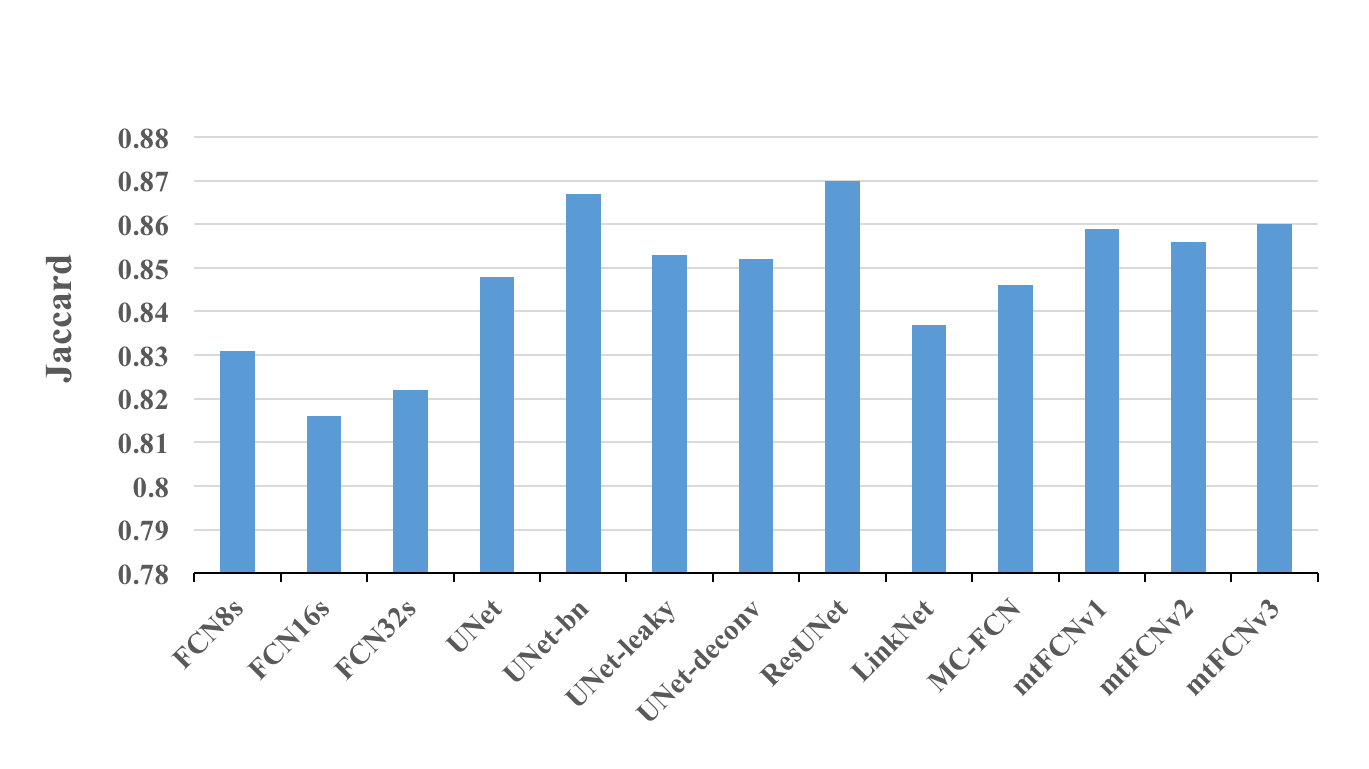 0.88
0.87
0.86
0.85
0.84
0.83
0.82
0.81
0.8
0.79
0.78
Jaccard
FCN8s
FCN16s
FCN32s
UNet
UNet-bn
UNet-leaky
UNet-deconv
ResUNet
LinkNet
MC-FCN
mtFCNv1
mtFCNv2
mtFCNv3